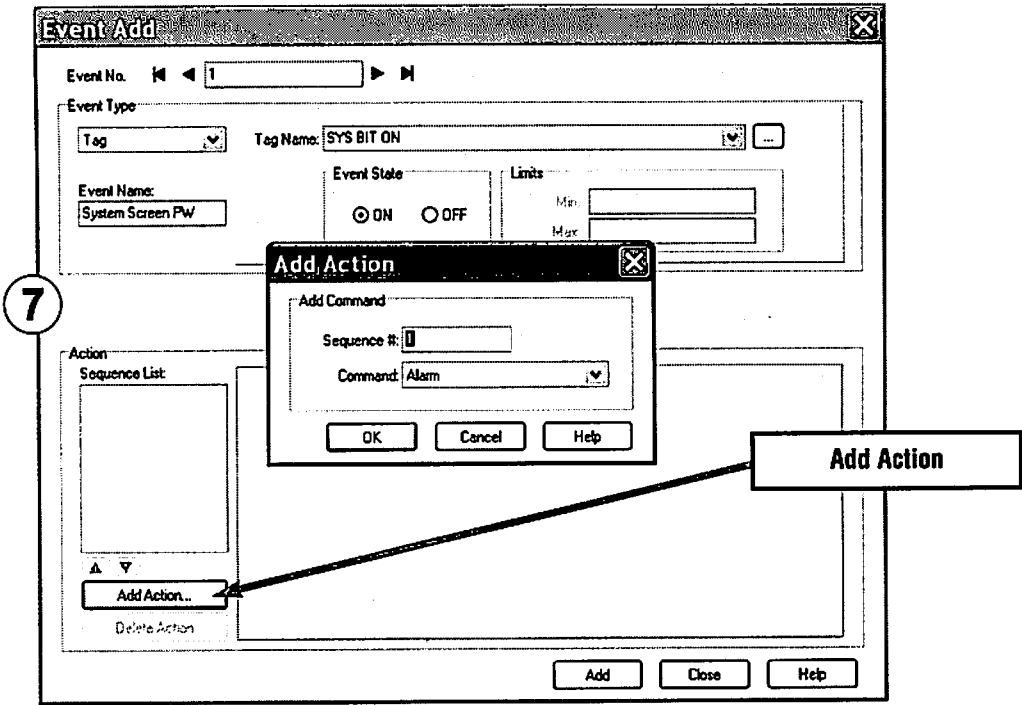 Event Add
Event No. 1
Event Type
Tag
Tag Name: SYS BIT ON
...
Event Name:
System Screen PW
Event State
ON OFF
Limits
Min.
Max
7
Add Action
Add Command
Sequence #: 1
Command: Alarm
OK Cancel Help
Action
Sequence List:
Add Action
Add Action...
Delete Action
Add Close Help